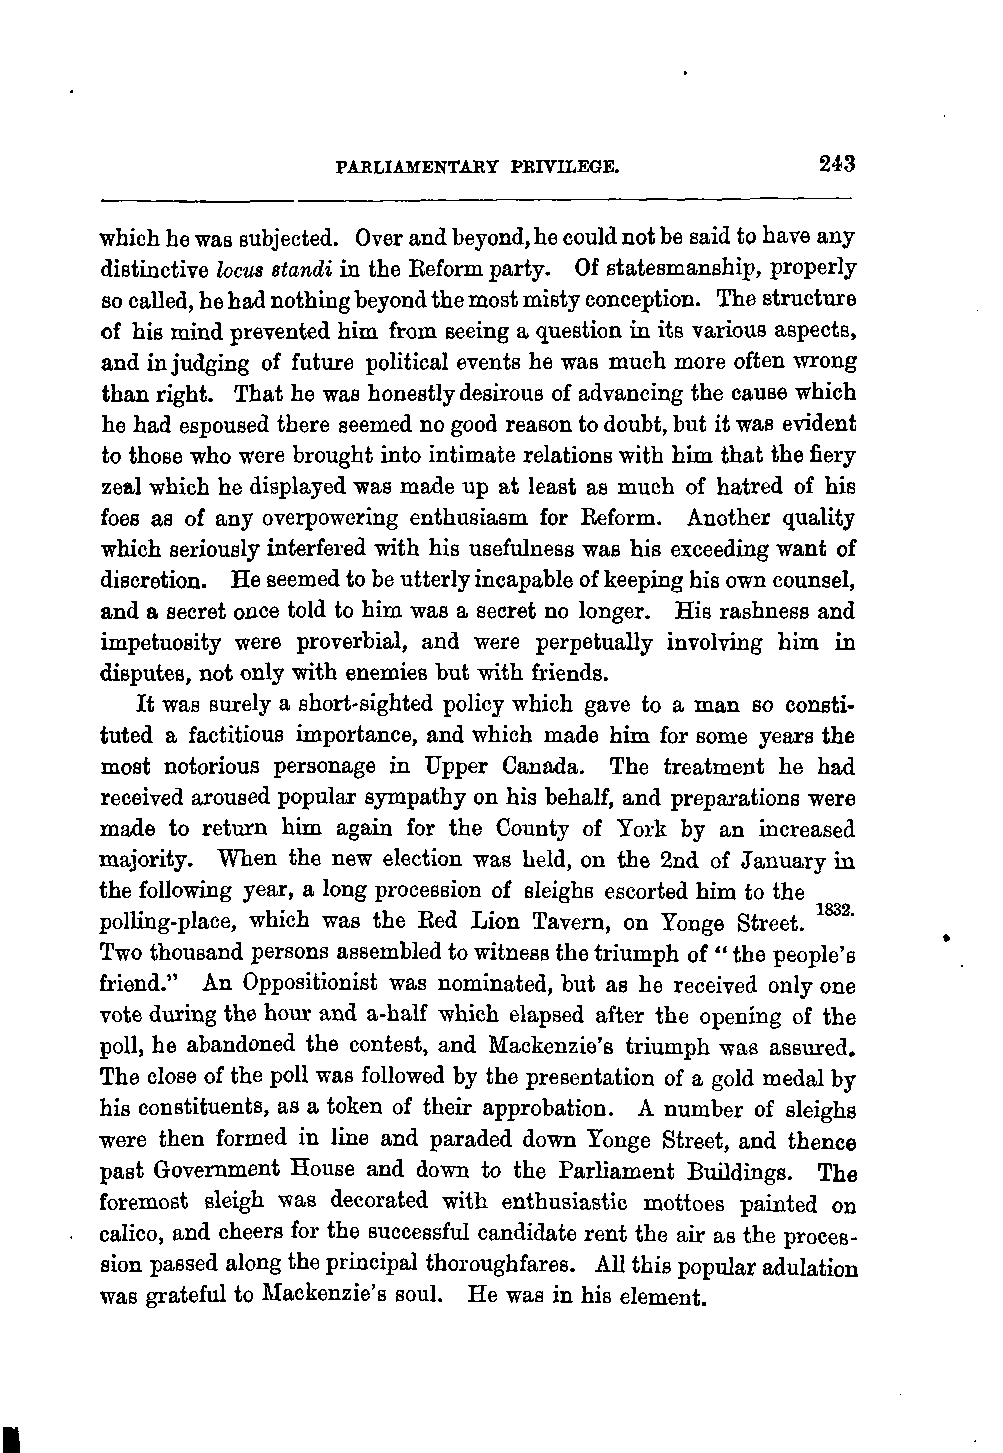 PARLIAMENTARY PRIVILEGE. 243
which he was subjected. Over and beyond, he could not be said to have any
distinctive locus standi in the Reform party. Of statesmanship, properly
so called, he had nothing beyond the most misty conception. The structure
of his mind prevented him from seeing a question in its various aspects,
and in judging of future political events he was much more often wrong
than right. That he was honestly desirous of advancing the cause which
he had espoused there seemed no good reason to doubt, but it was evident
to those who were brought into intimate relations with him that the fiery
zeal which he displayed was made up at least as much of hatred of his
foes as of any overpowering enthusiasm for Reform. Another quality
which seriously interfered with his usefulness was his exceeding want of
discretion. He seemed to be utterly incapable of keeping his own counsel,
and a secret once told to him was a secret no longer. His rashness and
impetuosity were proverbial, and were perpetually involving him in
disputes, not only with enemies but with friends.
It was surely a short-sighted policy which gave to a man so consti-
tuted a factitious importance, and which made him for some years the
most notorious personage in Upper Canada. The treatment he had
received aroused popular sympathy on his behalf, and preparations were
made to return him again for the County of York by an increased
majority. When the new election was held, on the 2nd of January in
the following year, a long procession of sleighs escorted him to the
polling-place, which was the Red Lion Tavern, on Yonge Street. 1832.
Two thousand persons assembled to witness the triumph of "the people's
friend." An Oppositionist was nominated, but as he received only one
vote during the hour and a-half which elapsed after the opening of the
poll, he abandoned the contest, and Mackenzie's triumph was assured.
The close of the poll was followed by the presentation of a gold medal by
his constituents, as a token of their approbation. A number of sleighs
were then formed in line and paraded down Yonge Street, and thence
past Government House and down to the Parliament Buildings. The
foremost sleigh was decorated with enthusiastic mottoes painted on
calico, and cheers for the successful candidate rent the air as the proces-
sion passed along the principal thoroughfares. All this popular adulation
was grateful to Mackenzie's soul. He was in his element.